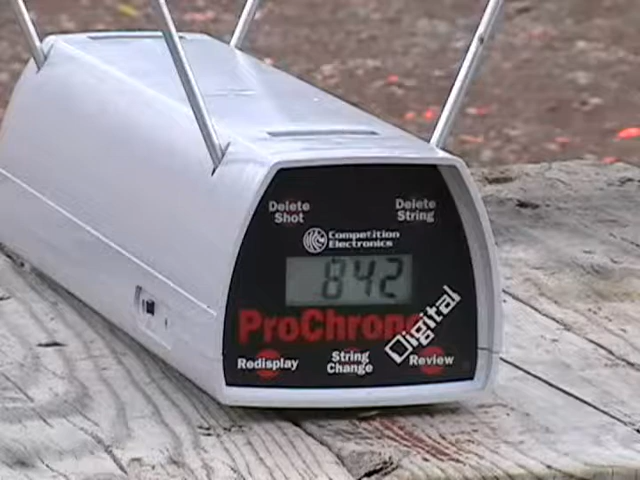 Delete
Shot
Delete
String
Competition
Electronics
842
ProChrono
Digital
Redisplay
String
Change
Review